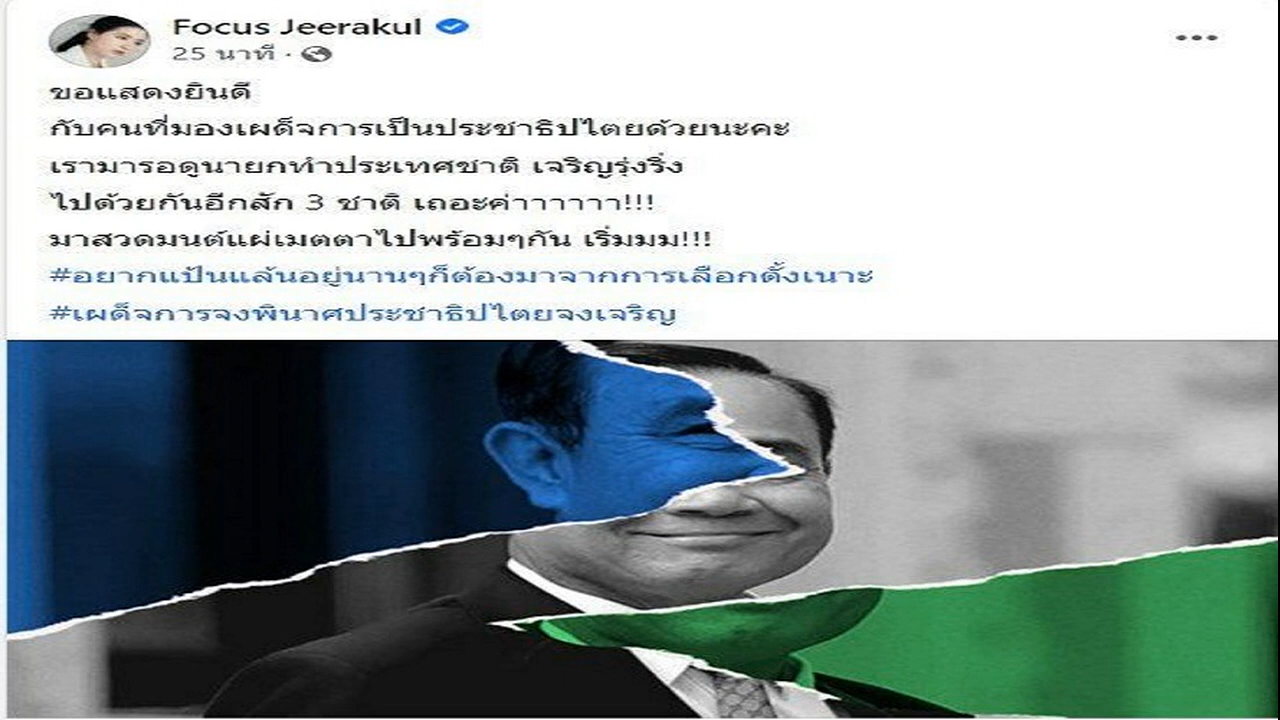 Focus Jeerakul
25 นาที ·
ขอแสดงยินดี
กับคนที่มองเผด็จการเป็นประชาธิปไตยด้วยนะคะ
เรามารอดูนายกทำประเทศชาติ เจริญรุ่งริ่ง
ไปด้วยกันอีกสัก 3 ชาติ เถอะค่าาาาาา!!!
มาสวดมนต์แผ่เมตตาไปพร้อมๆกัน เริ่มมม!!!
#อยากแป้นแล้นอยู่นานๆก็ต้องมาจากการเลือกตั้งเนาะ
#เผด็จการจงพินาศประชาธิปไตยจงเจริญ